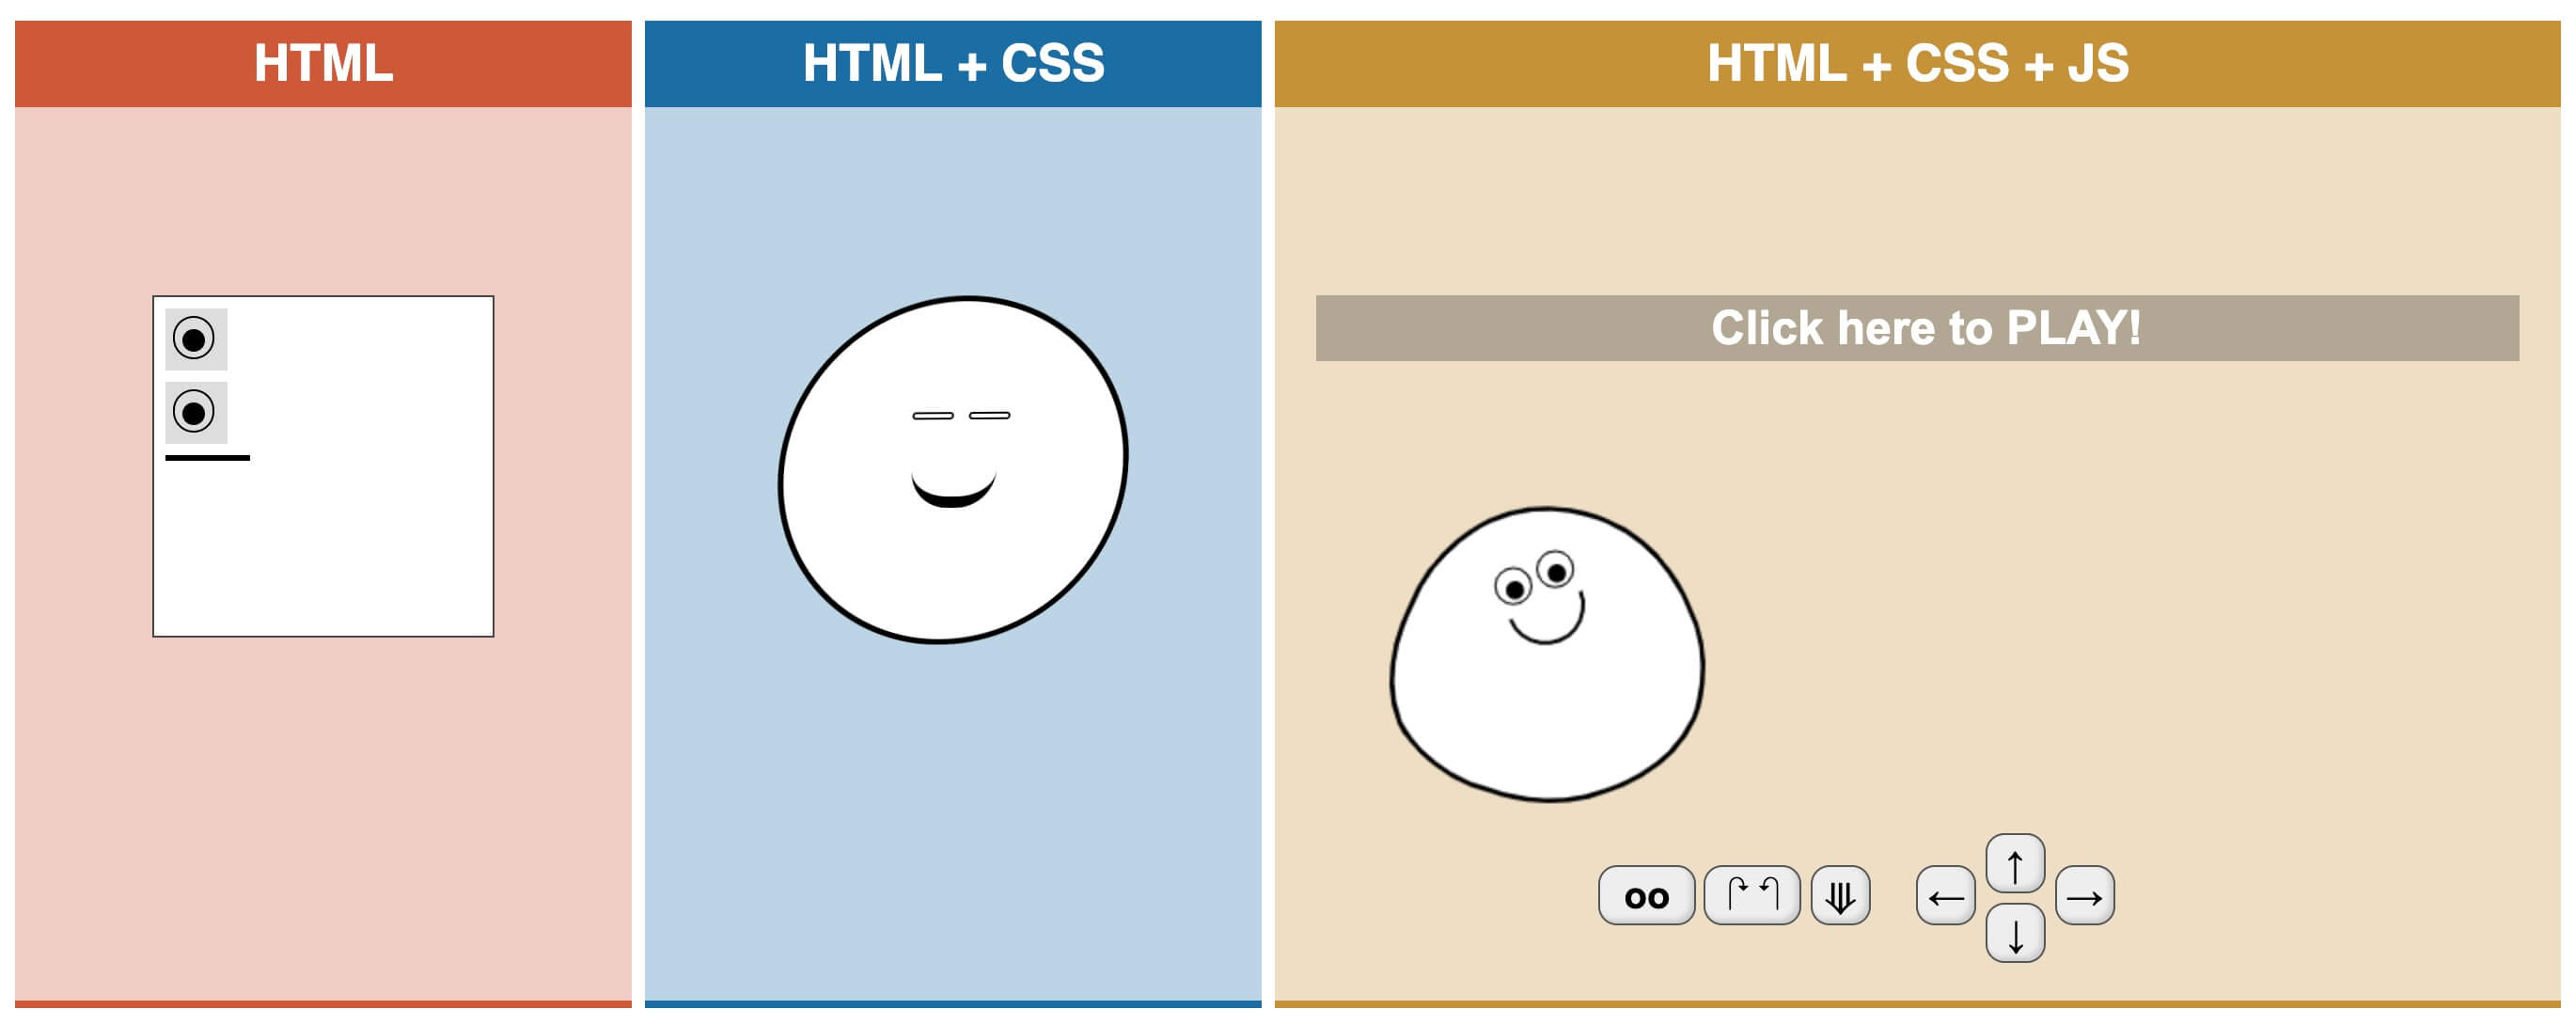 HTML
HTML + CSS
HTML + CSS + JS
Click here to PLAY!
↑
oo ↷ ↶ ⤋ ← →
↓